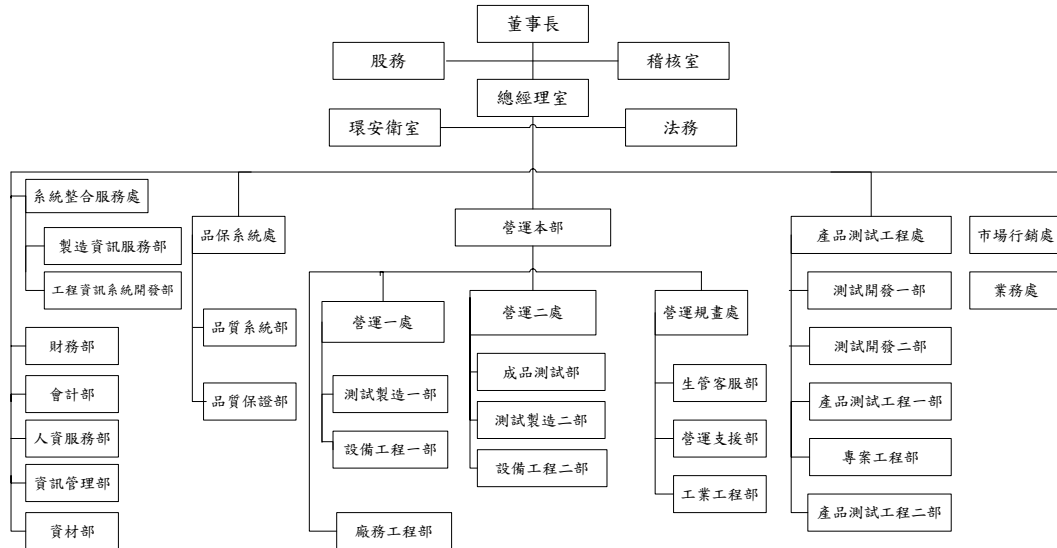 董事長
股務
稽核室
總經理室
環安衛室
法務
系統整合服務處
製造資訊服務部
工程資訊系統開發部
財務部
會計部
人資服務部
資訊管理部
資材部
品保系統處
品質系統部
品質保證部
營運本部
營運一處
測試製造一部
設備工程一部
廠務工程部
營運二處
成品測試部
測試製造二部
設備工程二部
營運規畫處
生管客服部
營運支援部
工業工程部
產品測試工程處
測試開發一部
測試開發二部
產品測試工程一部
專案工程部
產品測試工程二部
市場行銷處
業務處